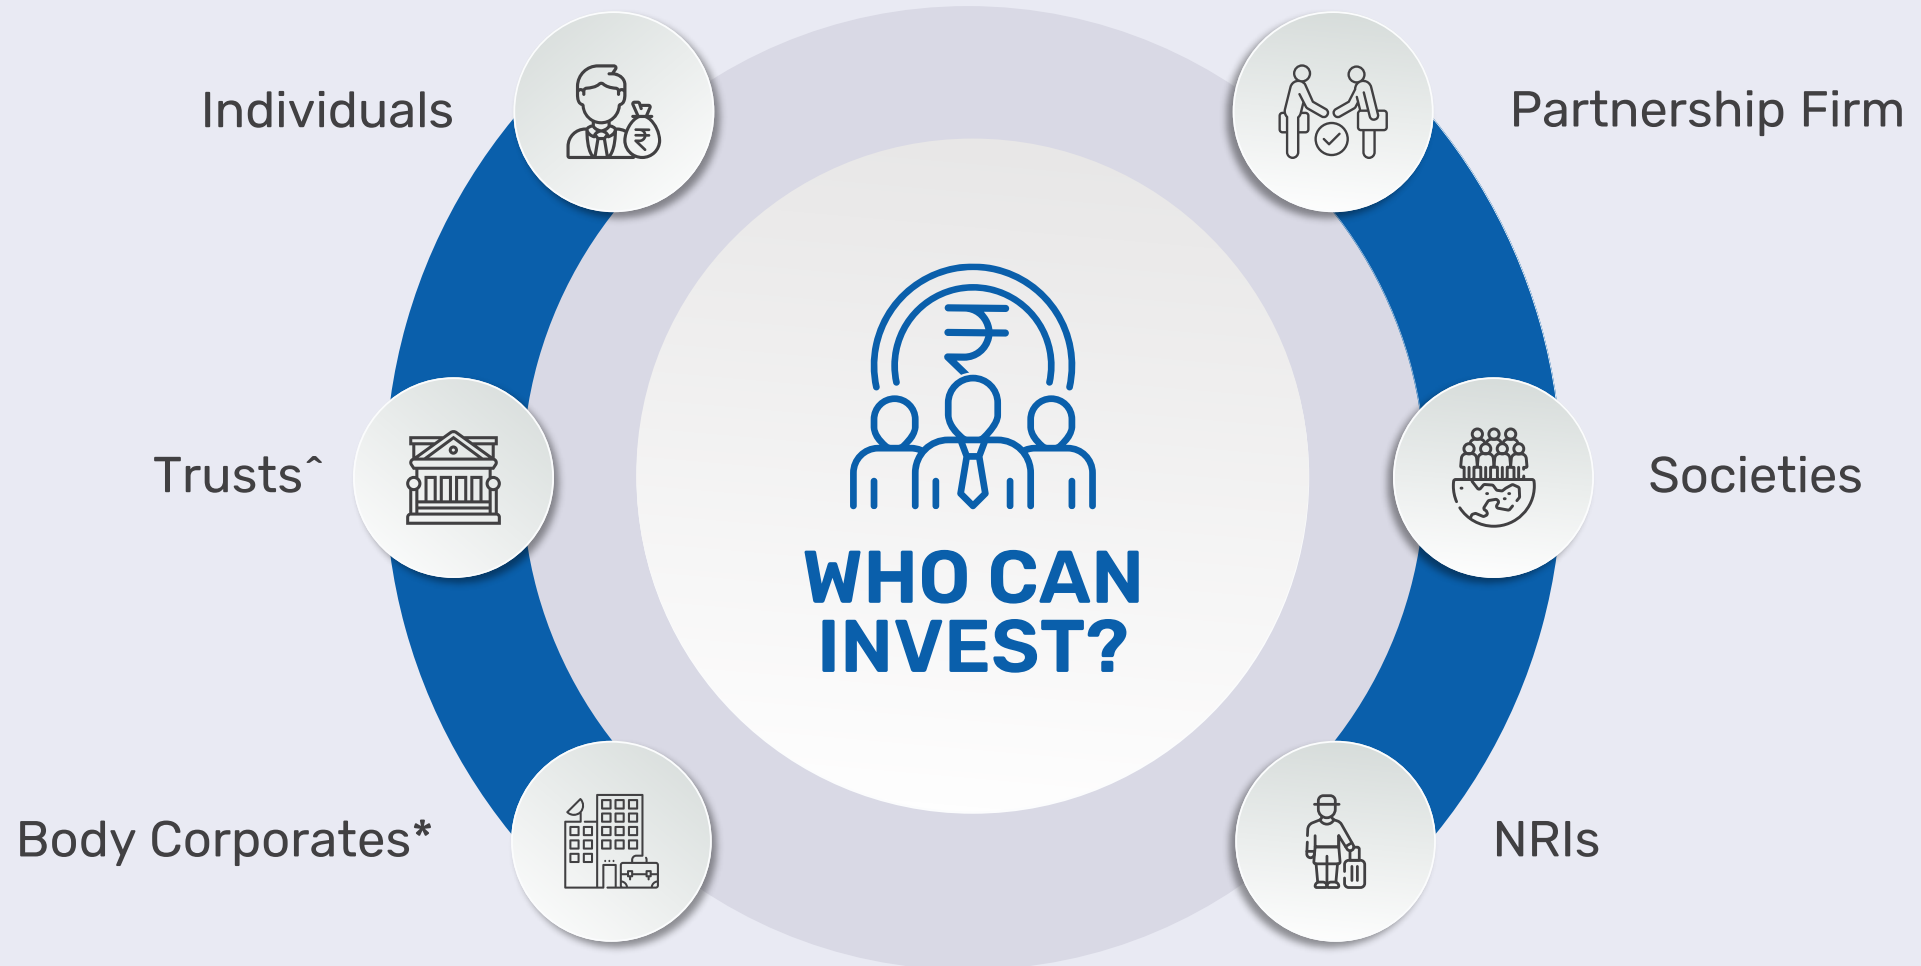 Individuals
Partnership Firm
Trusts^
Societies
WHO CAN
INVEST?
Body Corporates*
NRIs